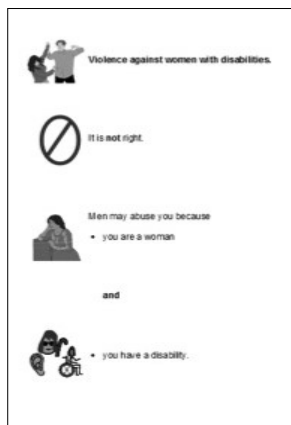 Violence against women with disabilities.
It is not right.
Men may abuse you because
• you are a woman
and
• you have a disability.